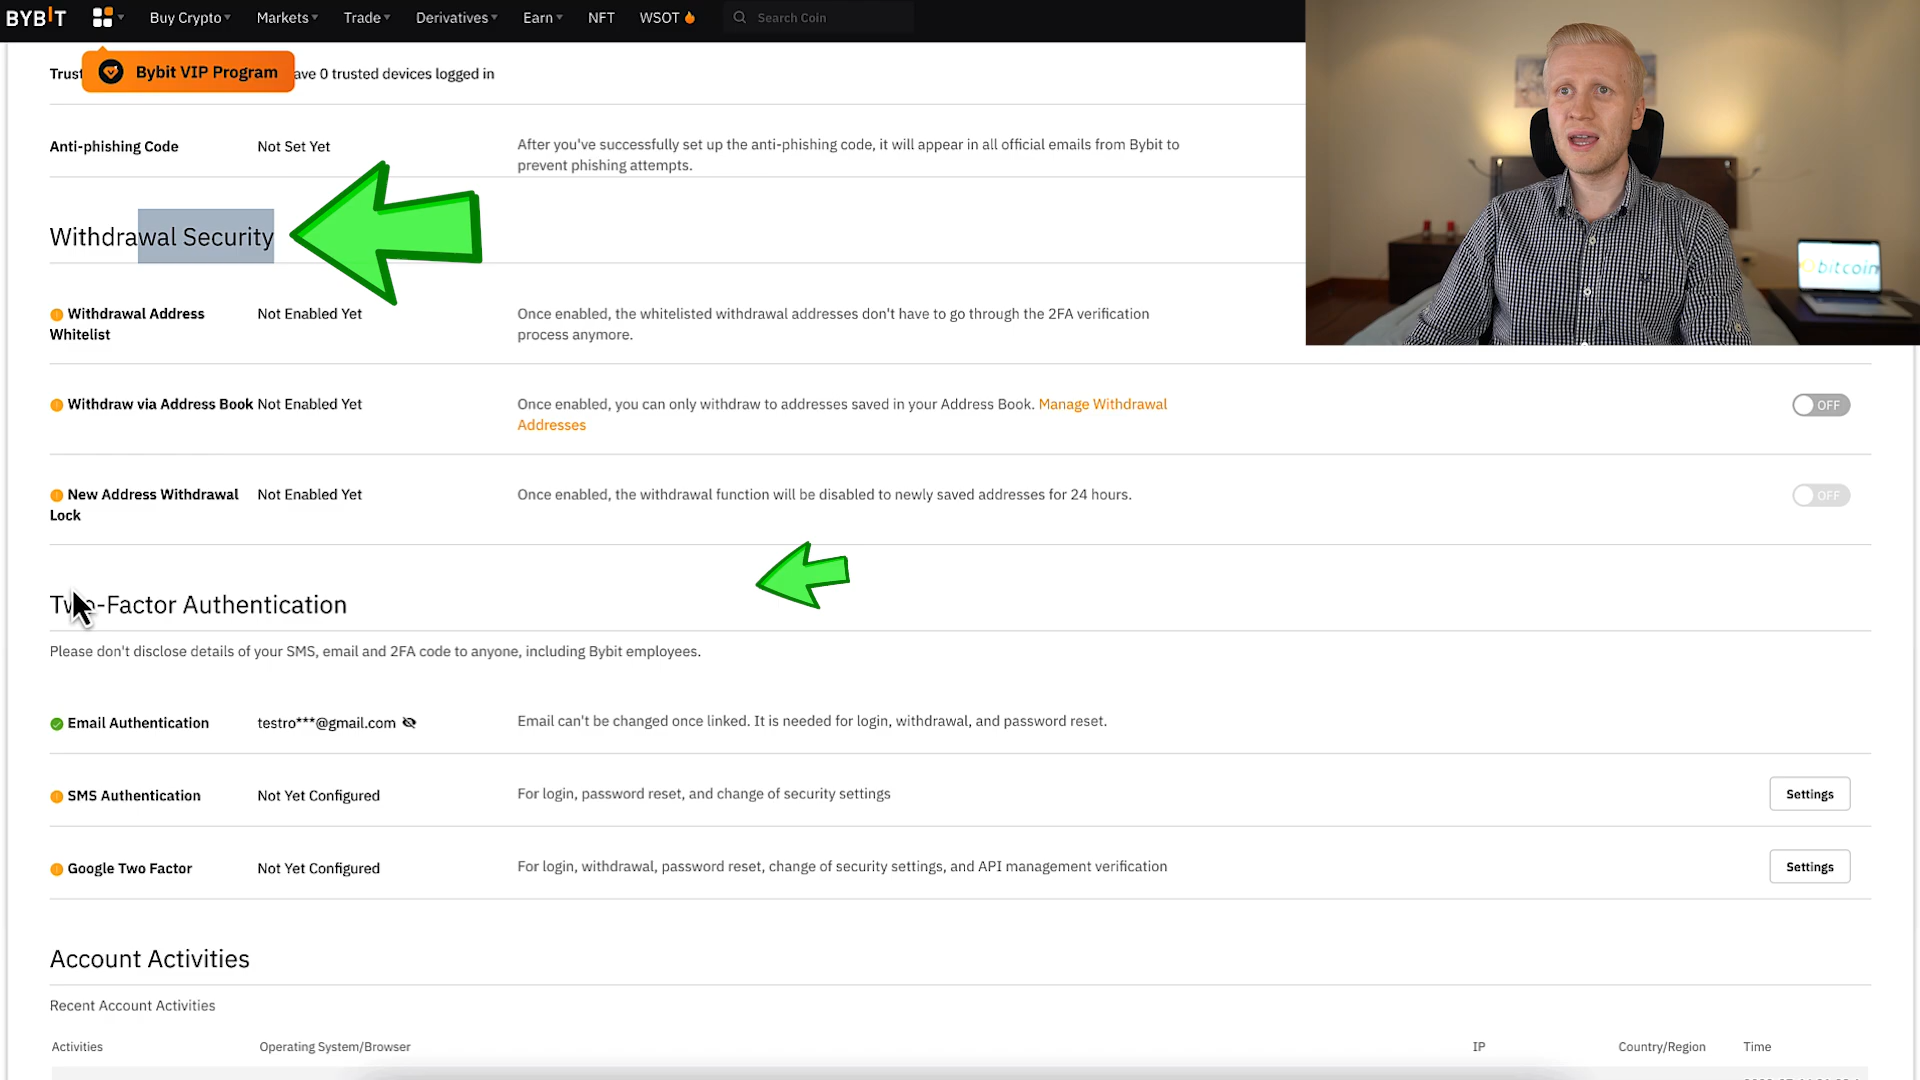 BYBIT Buy Crypto Markets Trade Derivatives Earn NFT WSOT Search Coin
Bybit VIP Program
Trust ave 0 trusted devices logged in
Anti-phishing Code Not Set Yet After you've successfully set up the anti-phishing code, it will appear in all official emails from Bybit to
prevent phishing attempts.
Withdrawal Security
bitcoin
Withdrawal Address Not Enabled Yet Once enabled, the whitelisted withdrawal addresses don't have to go through the 2FA verification
Whitelist process anymore.
Withdraw via Address Book Not Enabled Yet Once enabled, you can only withdraw to addresses saved in your Address Book. Manage Withdrawal OFF
Addresses
New Address Withdrawal Not Enabled Yet Once enabled, the withdrawal function will be disabled to newly saved addresses for 24 hours. OFF
Lock
Two-Factor Authentication
Please don't disclose details of your SMS, email and 2FA code to anyone, including Bybit employees.
Email Authentication testro***@gmail.com Email can't be changed once linked. It is needed for login, withdrawal, and password reset.
SMS Authentication Not Yet Configured For login, password reset, and change of security settings Settings
Google Two Factor Not Yet Configured For login, withdrawal, password reset, change of security settings, and API management verification Settings
Account Activities
Recent Account Activities
Activities Operating System/Browser IP Country/Region Time